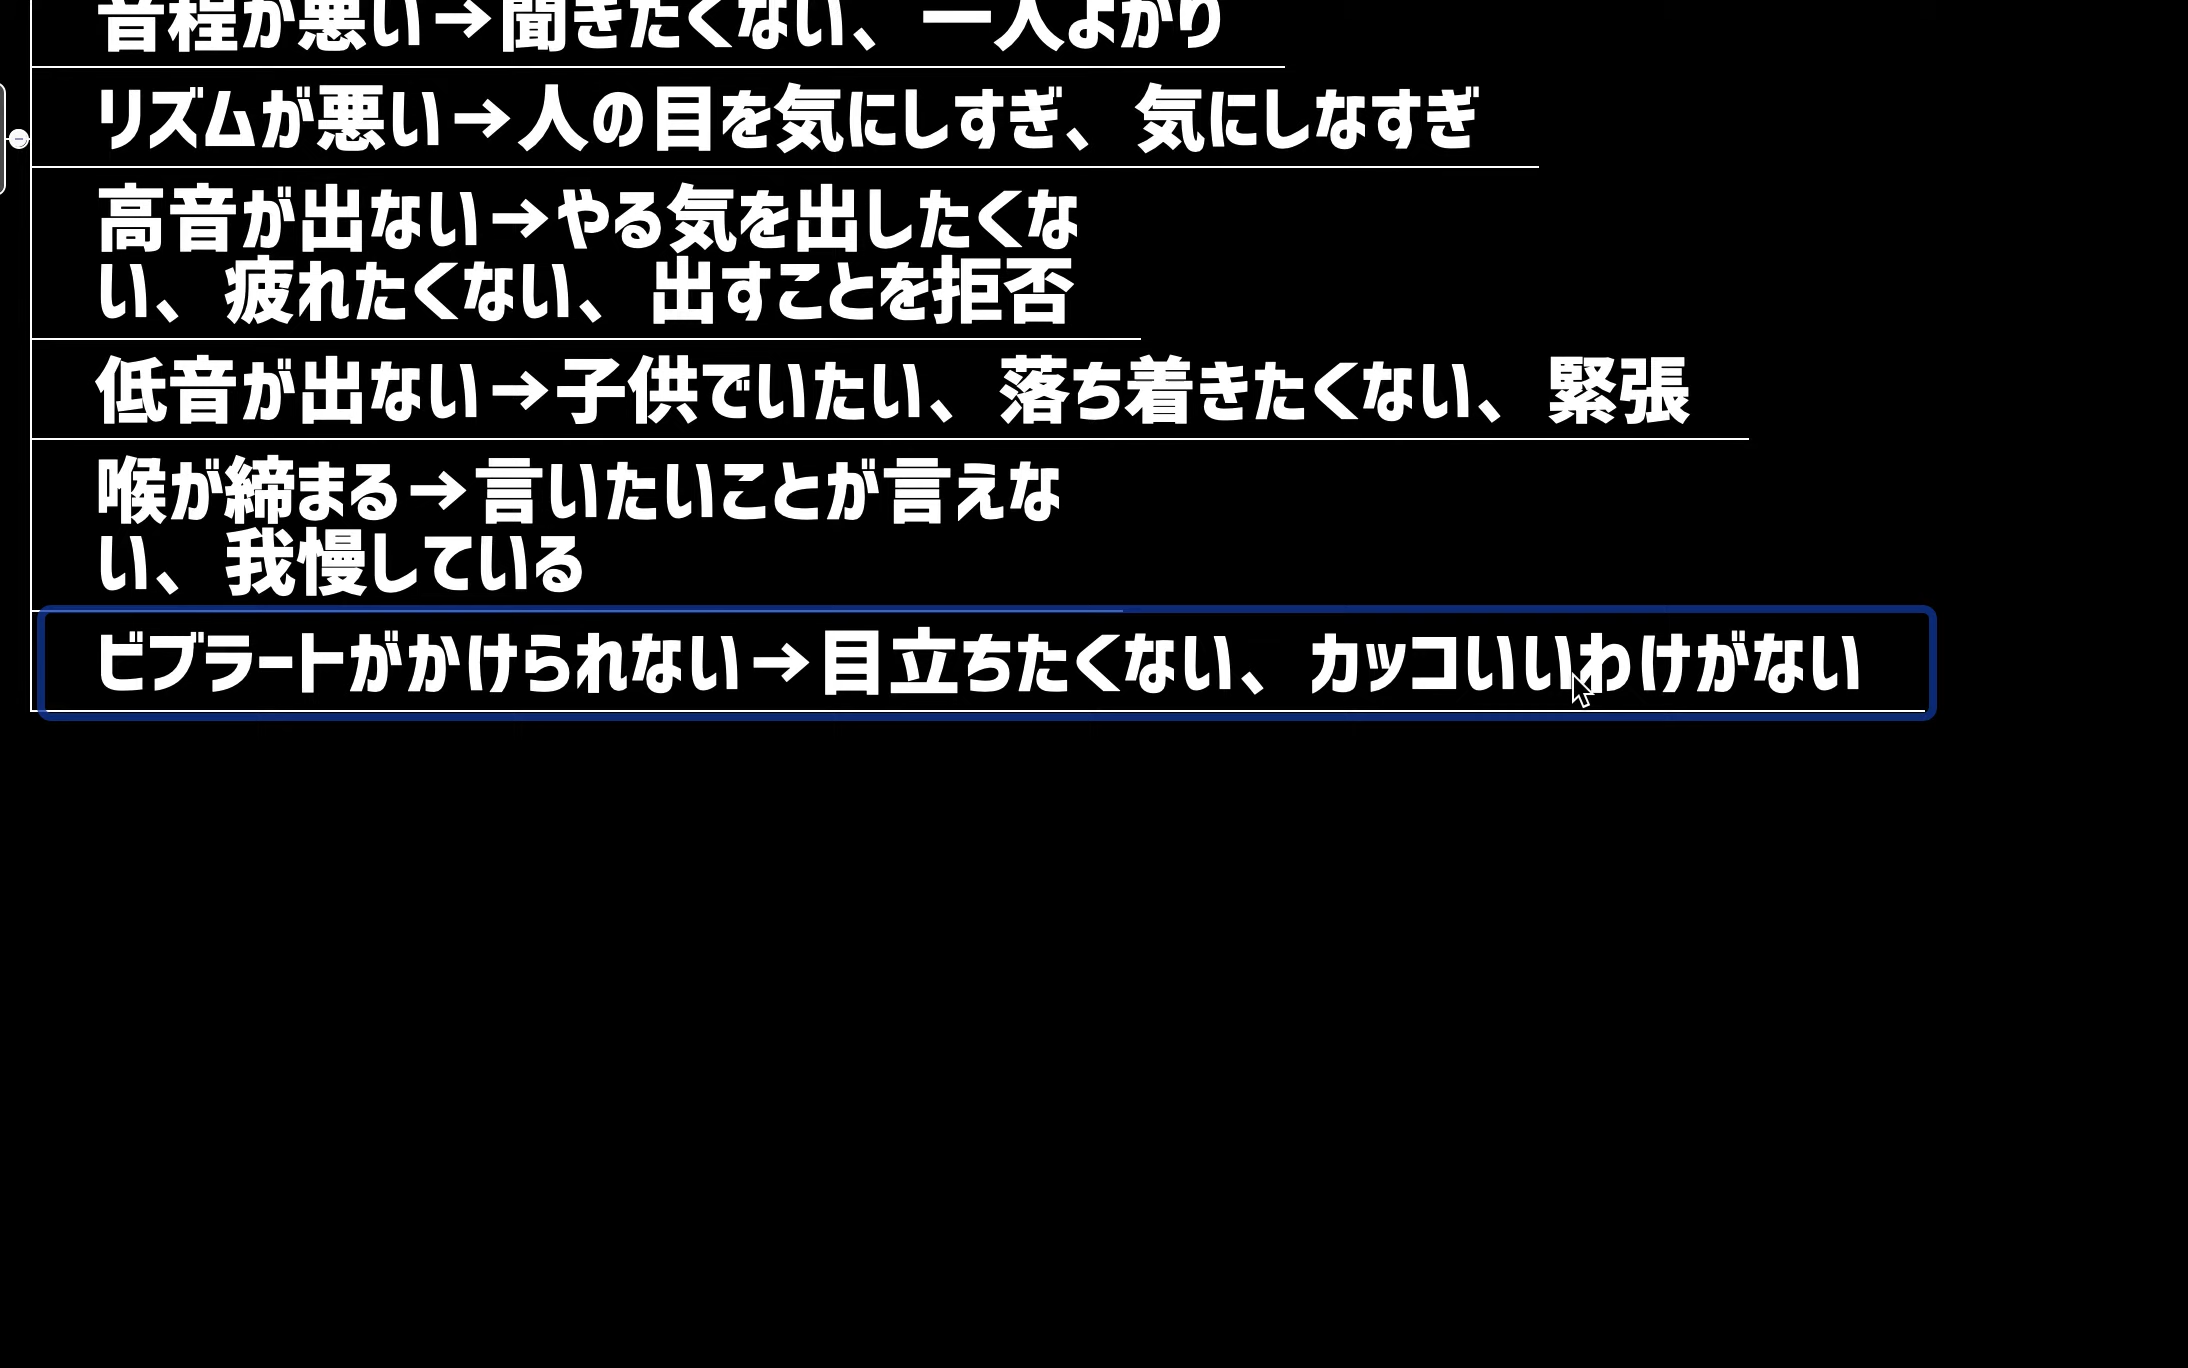 音程が悪い→聞きたくない、一人よがり
リズムが悪い→人の目を気にしすぎ、気にしなすぎ
高音が出ない→やる気を出したくな
い、疲れたくない、出すことを拒否
低音が出ない→子供でいたい、落ち着きたくない、緊張
喉が締まる→言いたいことが言えな
い、我慢している
ビブラートがかけられない→目立ちたくない、カッコいいわけがない